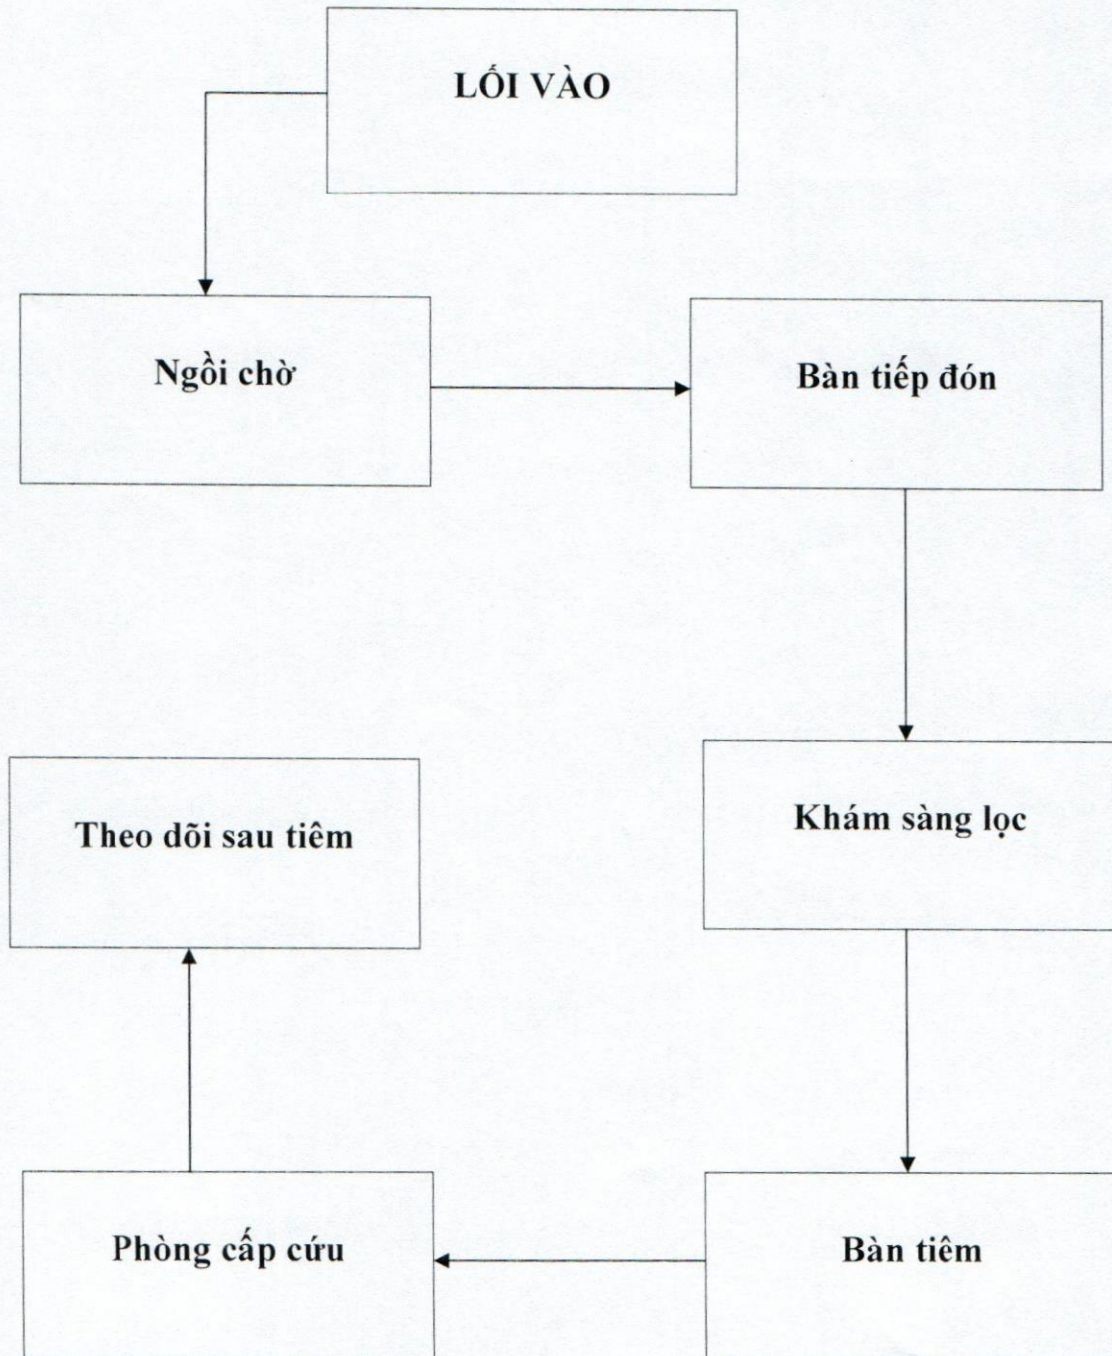 LỐI VÀO
Ngồi chờ
Bàn tiếp đón
Khám sàng lọc
Theo dõi sau tiêm
Phòng cấp cứu
Bàn tiêm